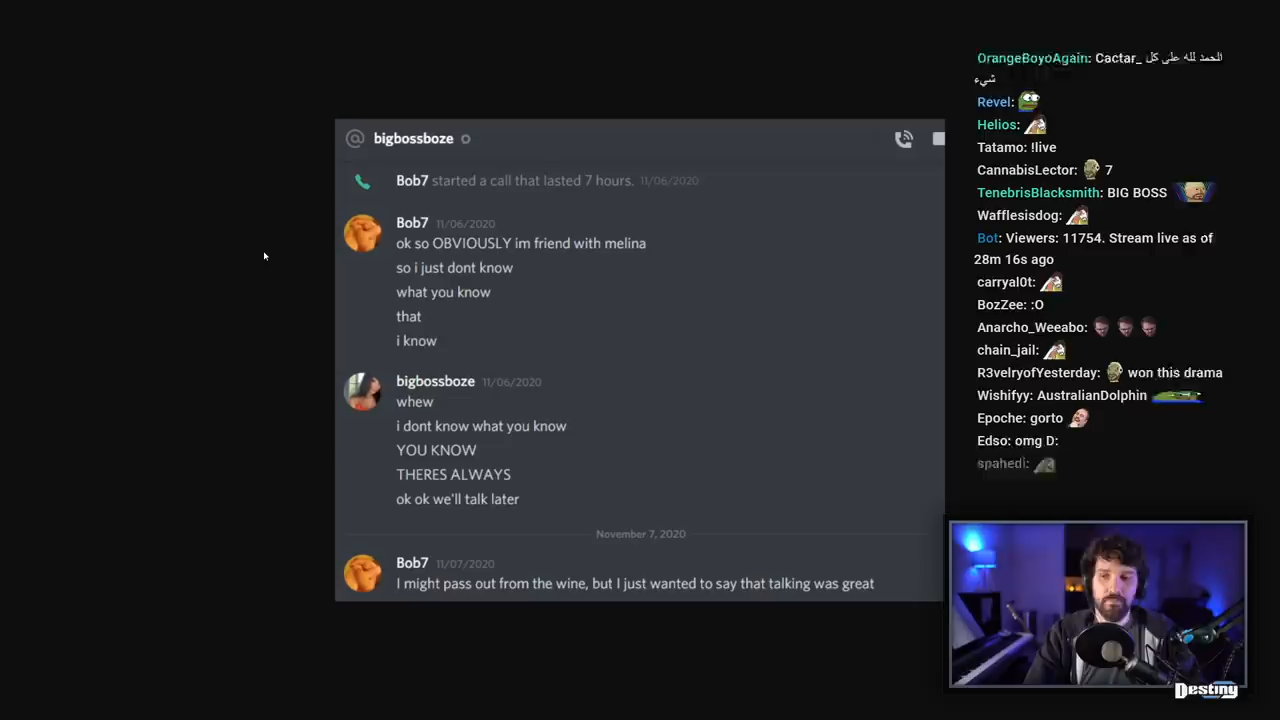 bigbossboze
Bob7 started a call that lasted 7 hours. 11/06/2020
Bob7 11/06/2020
ok so OBVIOUSLY im friend with melina
so i just dont know
what you know
that
i know
bigbossboze 11/06/2020
whew
i dont know what you know
YOU KNOW
THERES ALWAYS
ok ok we'll talk later
November 7, 2020
Bob7 11/07/2020
I might pass out from the wine, but I just wanted to say that talking was great
OrangeBoyoAgain: Cactar_ الحمد لله على كل
شيء
Revel:
Helios:
Tatamo: !live
CannabisLector: 7
TenebrisBlacksmith: BIG BOSS
Wafflesisdog:
Bot: Viewers: 11754. Stream live as of
28m 16s ago
carryal0t:
BozZee: :O
Anarcho_Weeabo:
chain_jail:
R3velryofYesterday: won this drama
Wishifyy: AustralianDolphin
Epoche: gorto
Edso: omg D:
spahedi:
Destiny